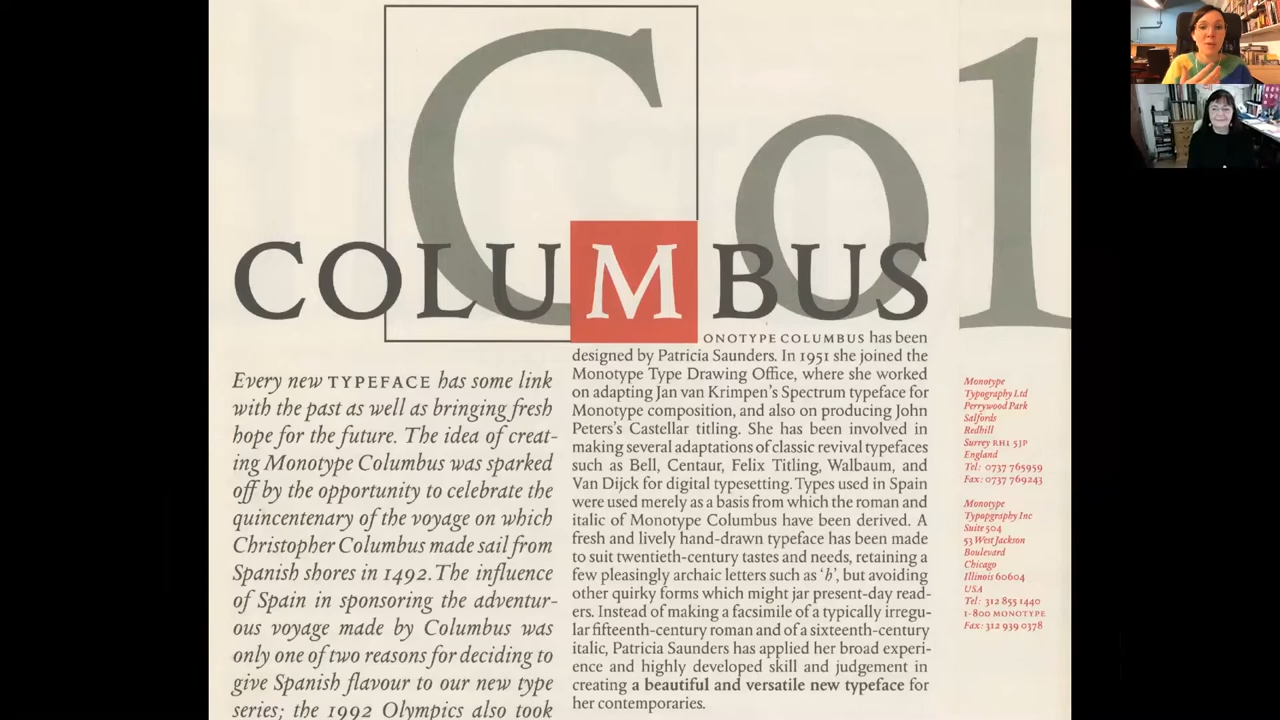 Col
COLUMBUS
Every new TYPEFACE has some link
with the past as well as bringing fresh
hope for the future. The idea of creat-
ing Monotype Columbus was sparked
off by the opportunity to celebrate the
quincentenary of the voyage on which
Christopher Columbus made sail from
Spanish shores in 1492. The influence
of Spain in sponsoring the adventur-
ous voyage made by Columbus was
only one of two reasons for deciding to
give Spanish flavour to our new type
series; the 1992 Olympics also took
ONOTYPE COLUMBUS has been
designed by Patricia Saunders. In 1951 she joined the
Monotype Type Drawing Office, where she worked
on adapting Jan van Krimpen's Spectrum typeface for
Monotype composition, and also on producing John
Peter's Castellar titling. She has been involved in
making several adaptations of classic revival typefaces
such as Bell, Centaur, Felix Titling, Walbaum, and
Van Dijck for digital typesetting. Types used in Spain
were used merely as a basis from which the roman and
italic of Monotype Columbus have been derived. A
fresh and lively hand-drawn typeface has been made
to suit twentieth-century tastes and needs, retaining a
few pleasingly archaic letters such as 'h', but avoiding
other quirky forms which might jar present-day read-
ers. Instead of making a facsimile of a typically irregu-
lar fifteenth-century roman and of a sixteenth-century
italic, Patricia Saunders has applied her broad experi-
ence and highly developed skill and judgement in
creating a beautiful and versatile new typeface for
her contemporaries.
Monotype
Typography Ltd
Perrywood Park
Salfords
Redhill
Surrey RH1 5JP
England
Tel: 0737 765959
Fax: 0737 769243
Monotype
Typopgraphy Inc
Suite 504
53 West Jackson
Boulevard
Chicago
Illinois 60604
USA
Tel: 312 855 1440
1-800 MONOTYPE
Fax: 312 939 0378